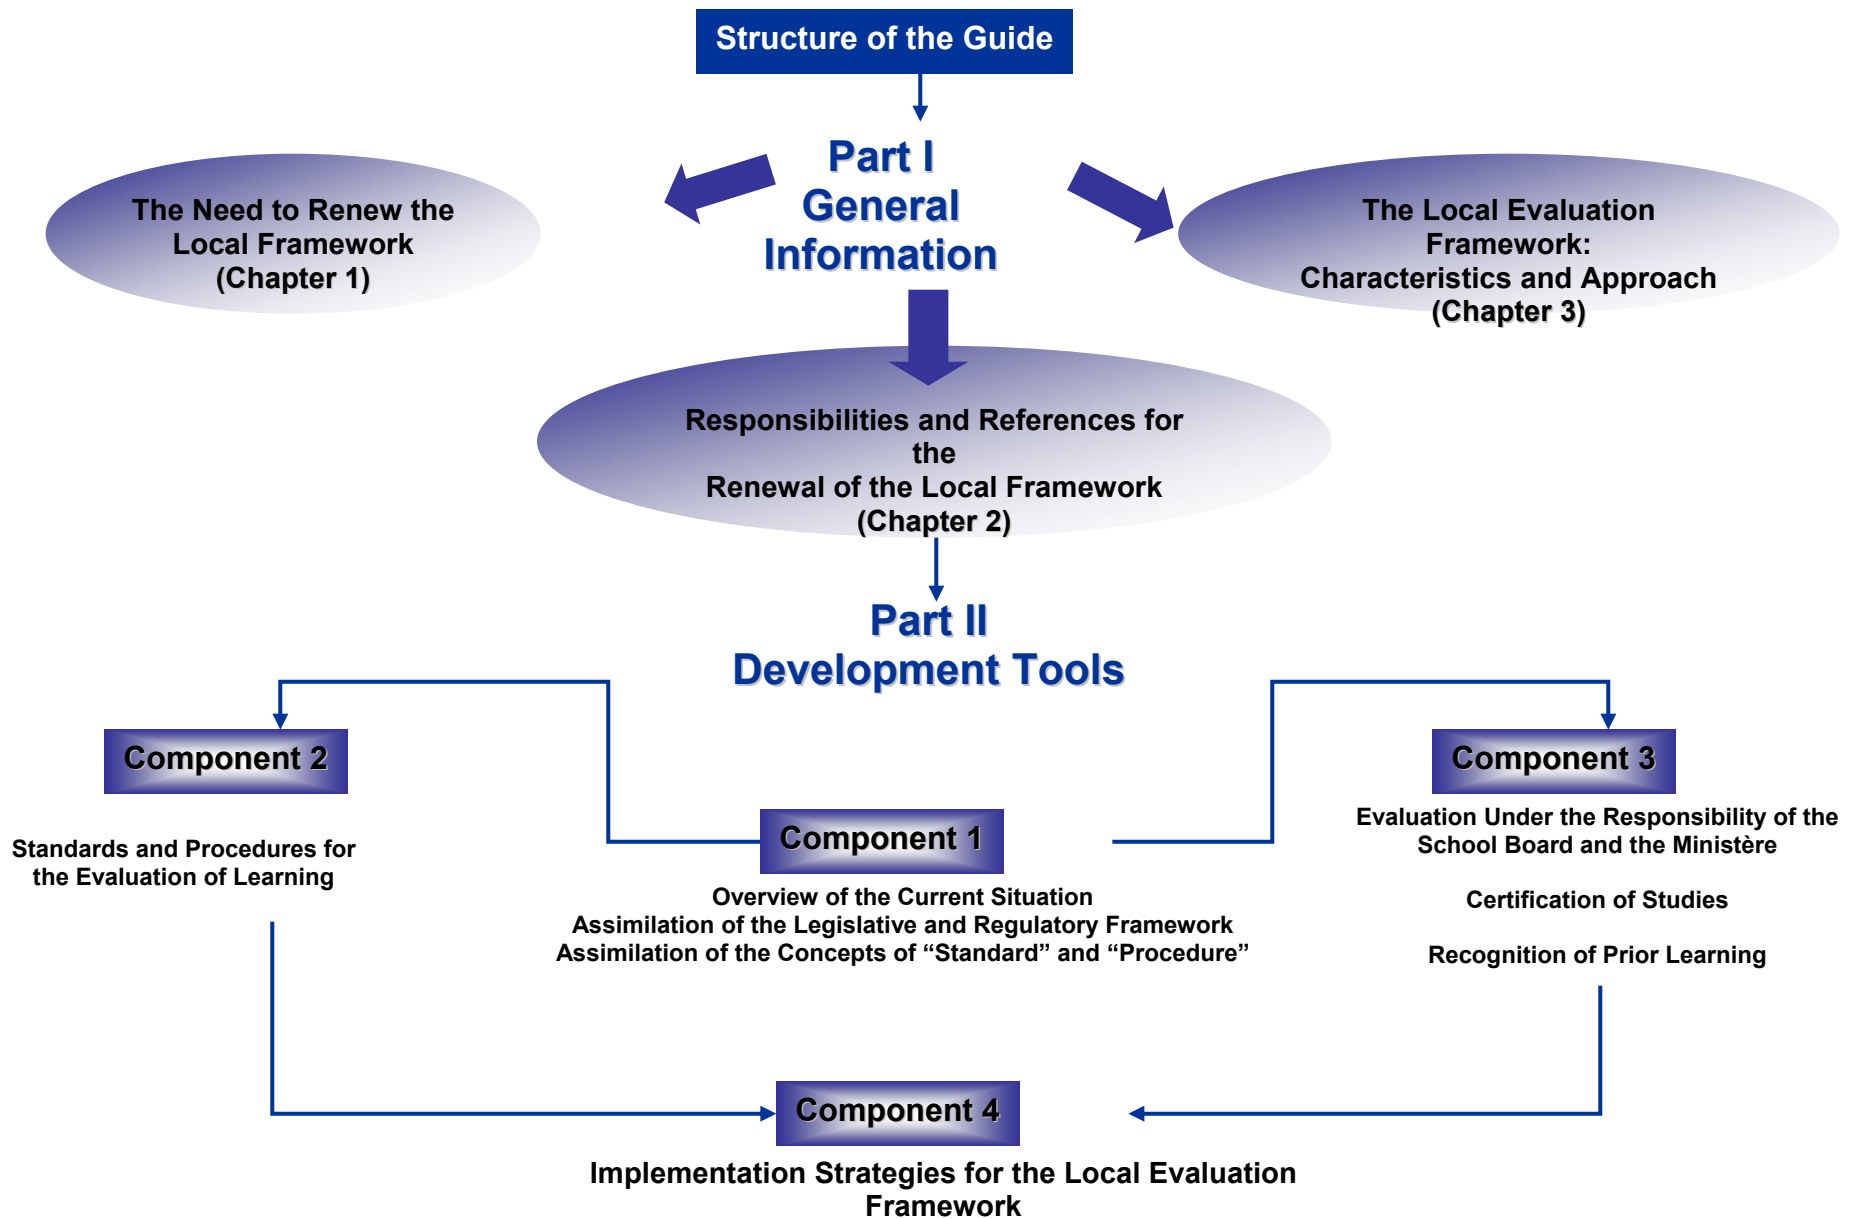 Structure of the Guide
Part I
General
Information
The Need to Renew the
Local Framework
(Chapter 1)
The Local Evaluation
Framework:
Characteristics and Approach
(Chapter 3)
Responsibilities and References for
the
Renewal of the Local Framework
(Chapter 2)
Part II
Development Tools
Component 2
Standards and Procedures for
the Evaluation of Learning
Component 1
Overview of the Current Situation
Assimilation of the Legislative and Regulatory Framework
Assimilation of the Concepts of “Standard” and “Procedure”
Component 3
Evaluation Under the Responsibility of the
School Board and the Ministère
Certification of Studies
Recognition of Prior Learning
Component 4
Implementation Strategies for the Local Evaluation
Framework